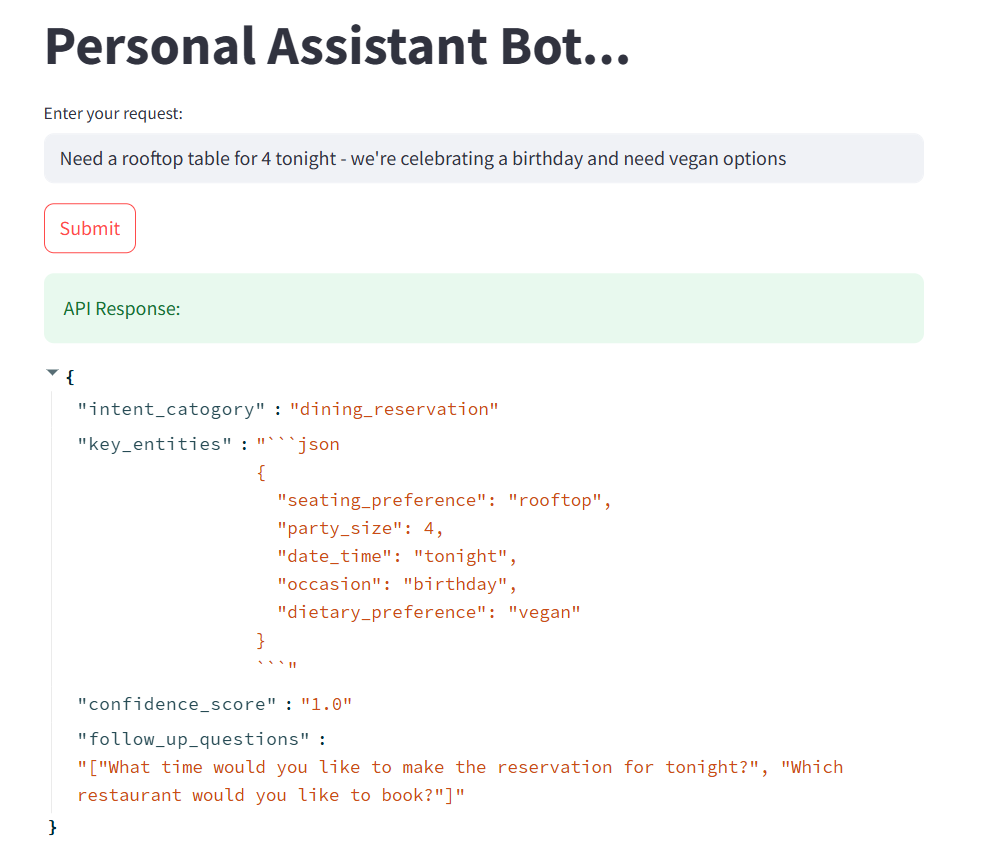 Personal Assistant Bot...
Enter your request:
Need a rooftop table for 4 tonight - we're celebrating a birthday and need vegan options
Submit
API Response:
{
"intent_catogory" : "dining_reservation"
"key_entities" : "```json
{
"seating_preference": "rooftop",
"party_size": 4,
"date_time": "tonight",
"occasion": "birthday",
"dietary_preference": "vegan"
}
```"
"confidence_score" : "1.0"
"follow_up_questions" :
"["What time would you like to make the reservation for tonight?", "Which
restaurant would you like to book?"]"
}